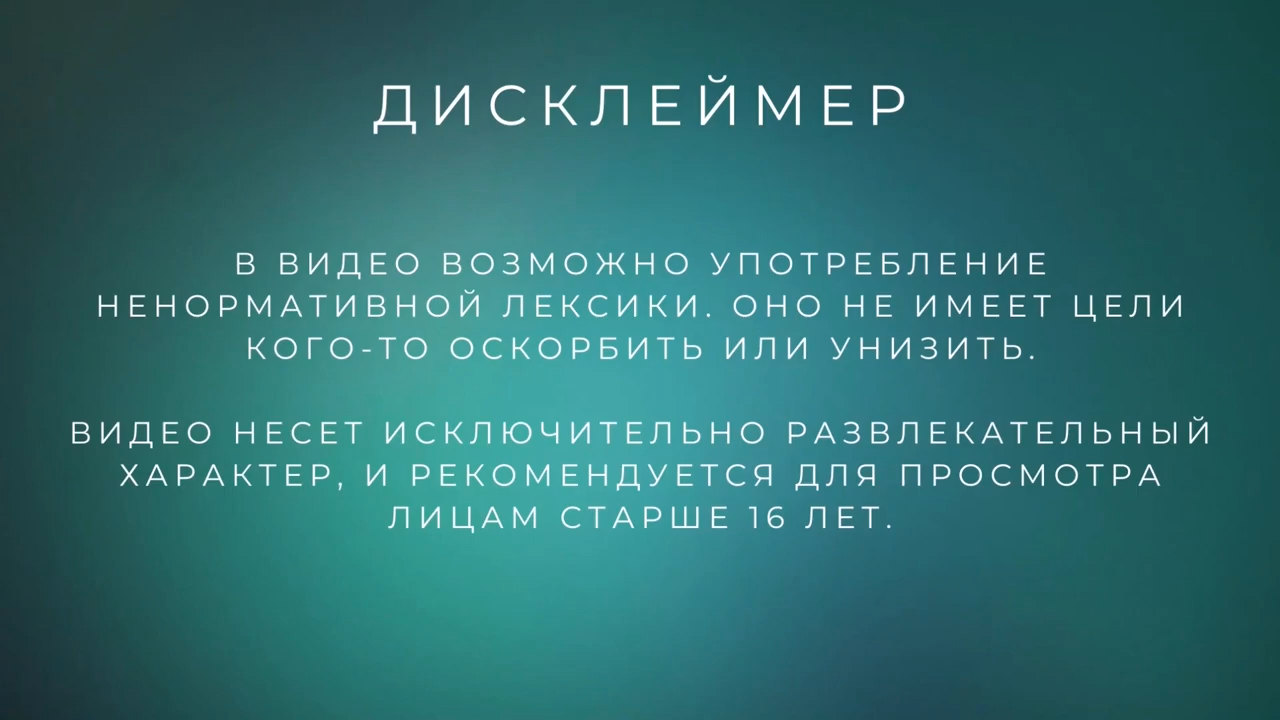 ДИСКЛЕЙМЕР
В ВИДЕО ВОЗМОЖНО УПОТРЕБЛЕНИЕ
НЕНОРМАТИВНОЙ ЛЕКСИКИ. ОНО НЕ ИМЕЕТ ЦЕЛИ
КОГО-ТО ОСКОРБИТЬ ИЛИ УНИЗИТЬ.
ВИДЕО НЕСЕТ ИСКЛЮЧИТЕЛЬНО РАЗВЛЕКАТЕЛЬНЫЙ
ХАРАКТЕР, И РЕКОМЕНДУЕТСЯ ДЛЯ ПРОСМОТРА
ЛИЦАМ СТАРШЕ 16 ЛЕТ.